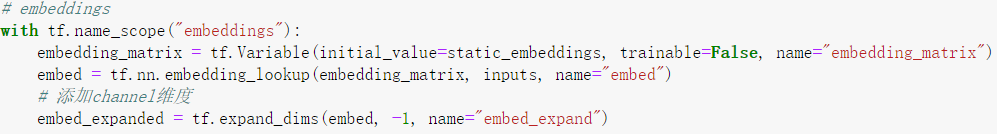 # embeddings
with tf.name_scope("embeddings"):
    embedding_matrix = tf.Variable(initial_value=static_embeddings, trainable=False, name="embedding_matrix")
    embed = tf.nn.embedding_lookup(embedding_matrix, inputs, name="embed")
    # 添加channel维度
    embed_expanded = tf.expand_dims(embed, -1, name="embed_expand")